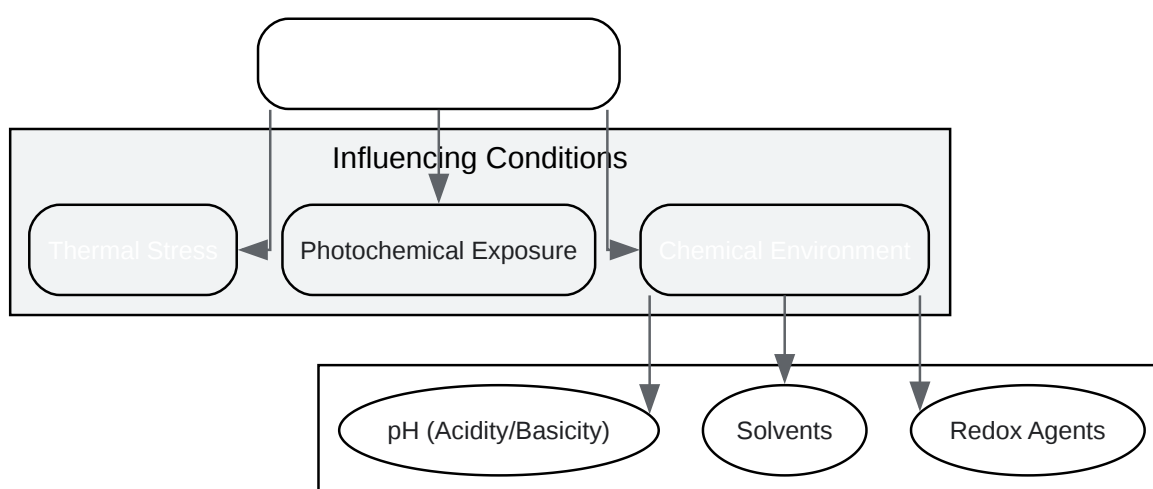 Influencing Conditions
Thermal Stress
Photochemical Exposure
Chemical Environment
pH (Acidity/Basicity)
Solvents
Redox Agents